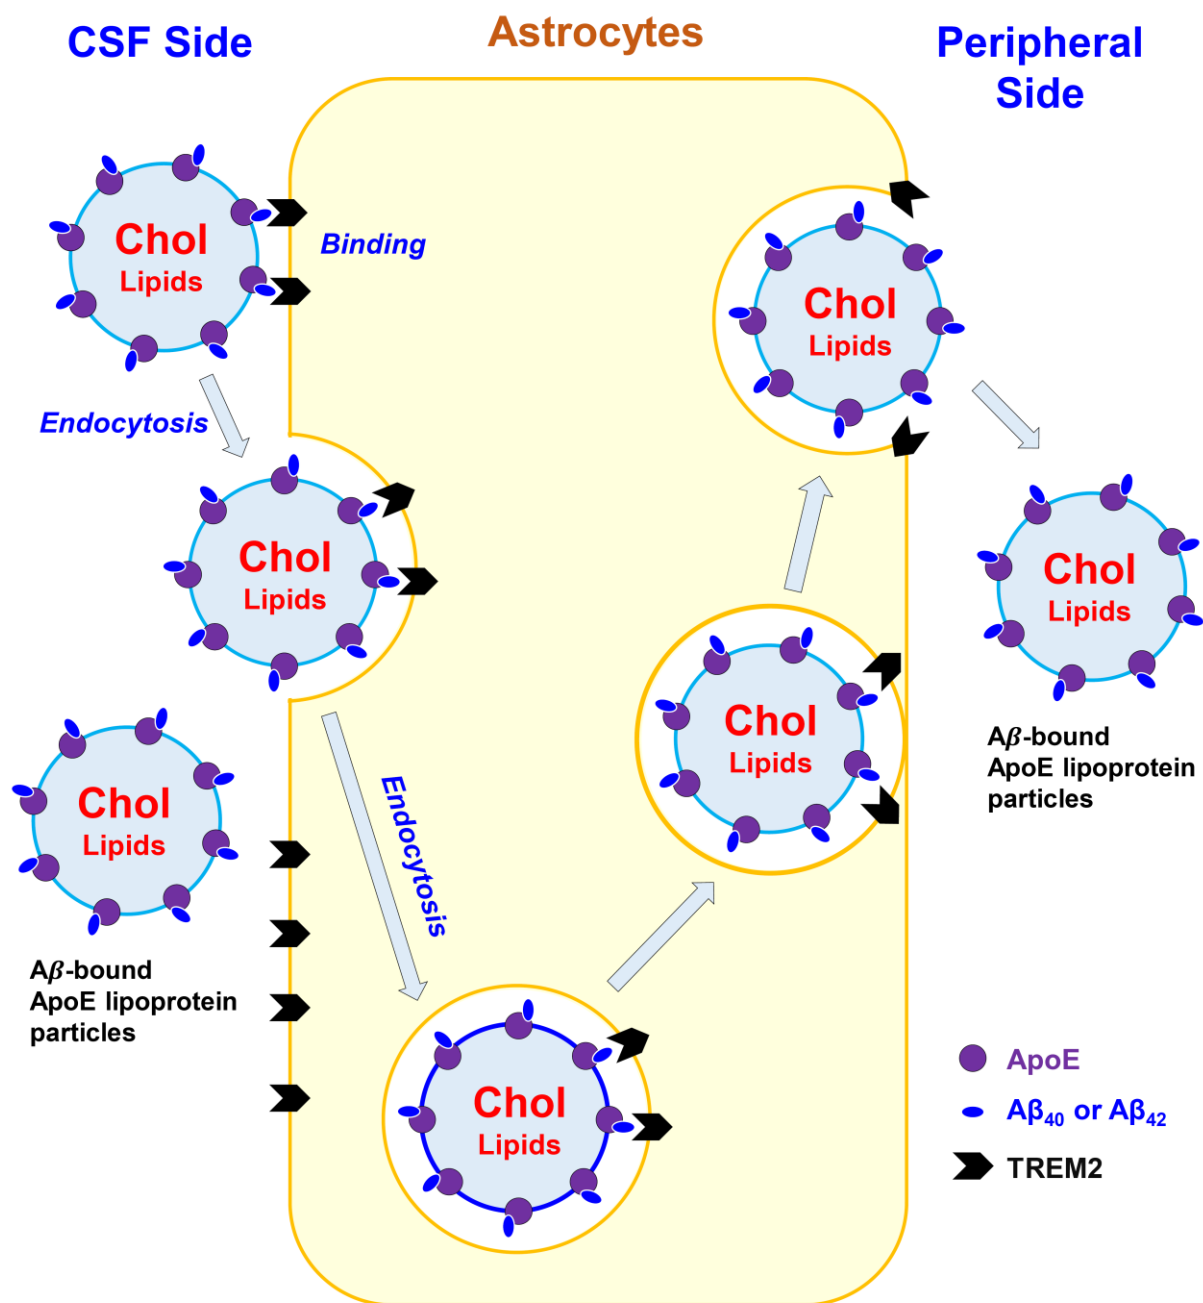 CSF Side
Astrocytes
Peripheral
Side
Chol
Lipids
Binding
Endocytosis
Chol
Lipids
Chol
Lipids
Aβ-bound
ApoE lipoprotein
particles
Endocytosis
Chol
Lipids
Chol
Lipids
Chol
Lipids
Chol
Lipids
Aβ-bound
ApoE lipoprotein
particles
ApoE
Aβ₄₀ or Aβ₄₂
TREM2